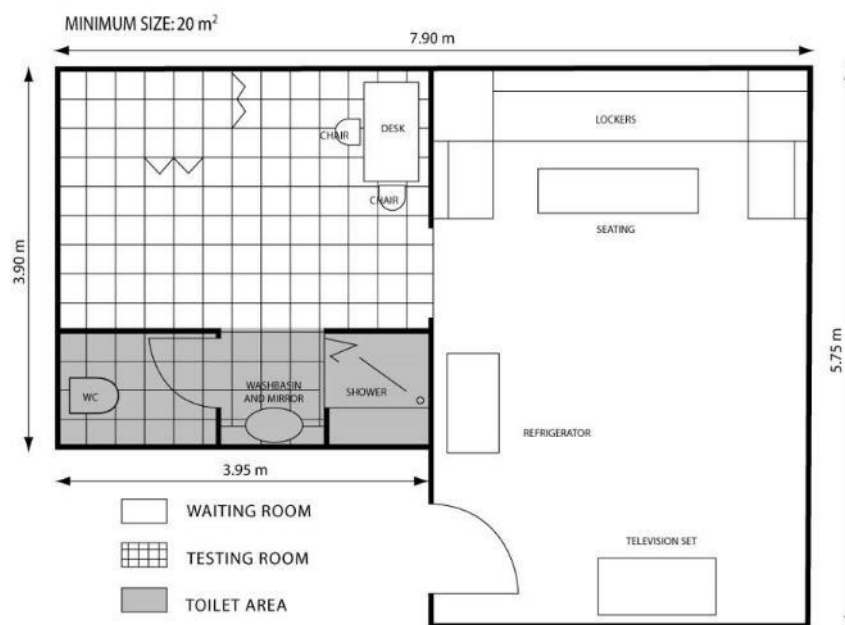 MINIMUM SIZE: 20 m²
7.90 m
LOCKERS
DESK
CHAIR
CHAIR
SEATING
3.90 m
5.75 m
WC
WASHBASIN
AND MIRROR
SHOWER
REFRIGERATOR
3.95 m
WAITING ROOM
TESTING ROOM
TOILET AREA
TELEVISION SET